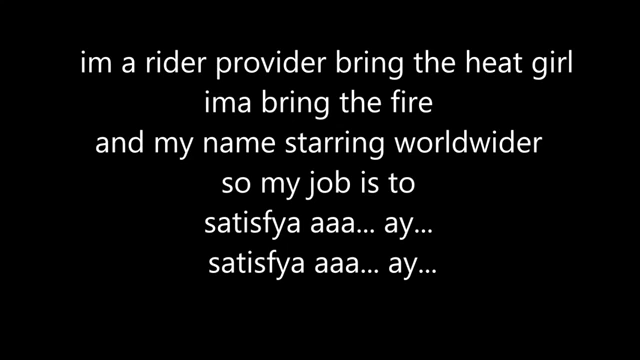 im a rider provider bring the heat girl
ima bring the fire
and my name starring worldwider
so my job is to
satisfya aaa... ay...
satisfya aaa... ay...